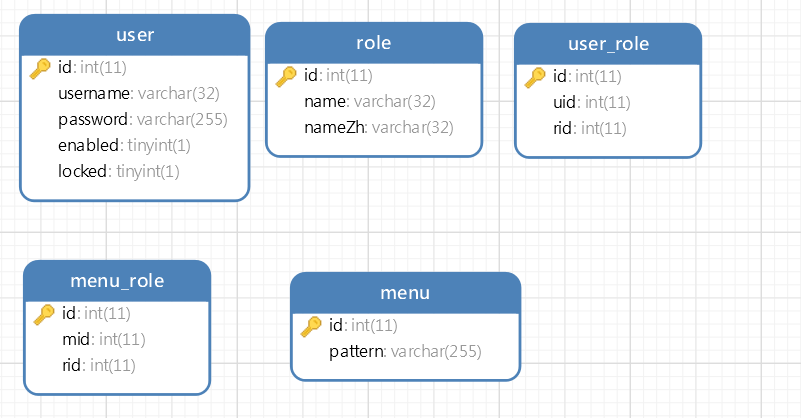 user
id: int(11)
username: varchar(32)
password: varchar(255)
enabled: tinyint(1)
locked: tinyint(1)
role
id: int(11)
name: varchar(32)
nameZh: varchar(32)
user_role
id: int(11)
uid: int(11)
rid: int(11)
menu_role
id: int(11)
mid: int(11)
rid: int(11)
menu
id: int(11)
pattern: varchar(255)